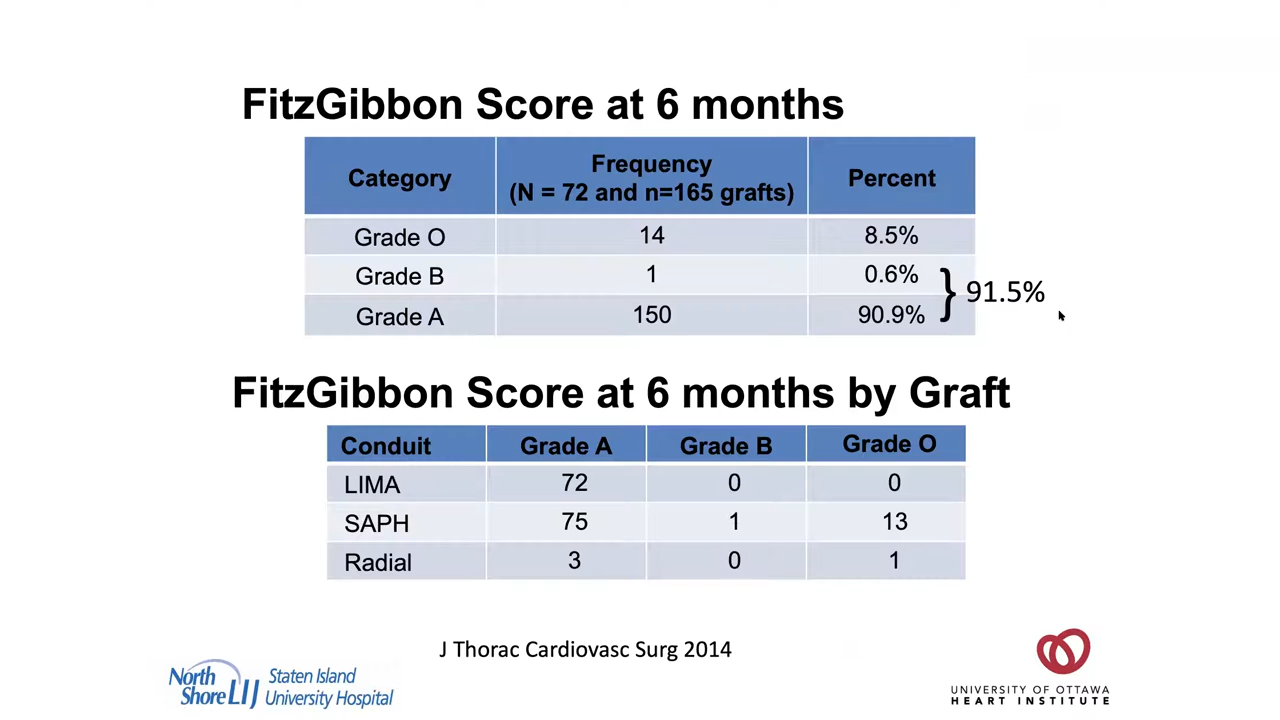 FitzGibbon Score at 6 months
Category Frequency (N = 72 and n=165 grafts) Percent
Grade O 14 8.5%
Grade B 1 0.6%
Grade A 150 90.9%
} 91.5%
FitzGibbon Score at 6 months by Graft
Conduit Grade A Grade B Grade O
LIMA 72 0 0
SAPH 75 1 13
Radial 3 0 1
J Thorac Cardiovasc Surg 2014
North Shore LIJ
Staten Island
University Hospital
UNIVERSITY OF OTTAWA
HEART INSTITUTE